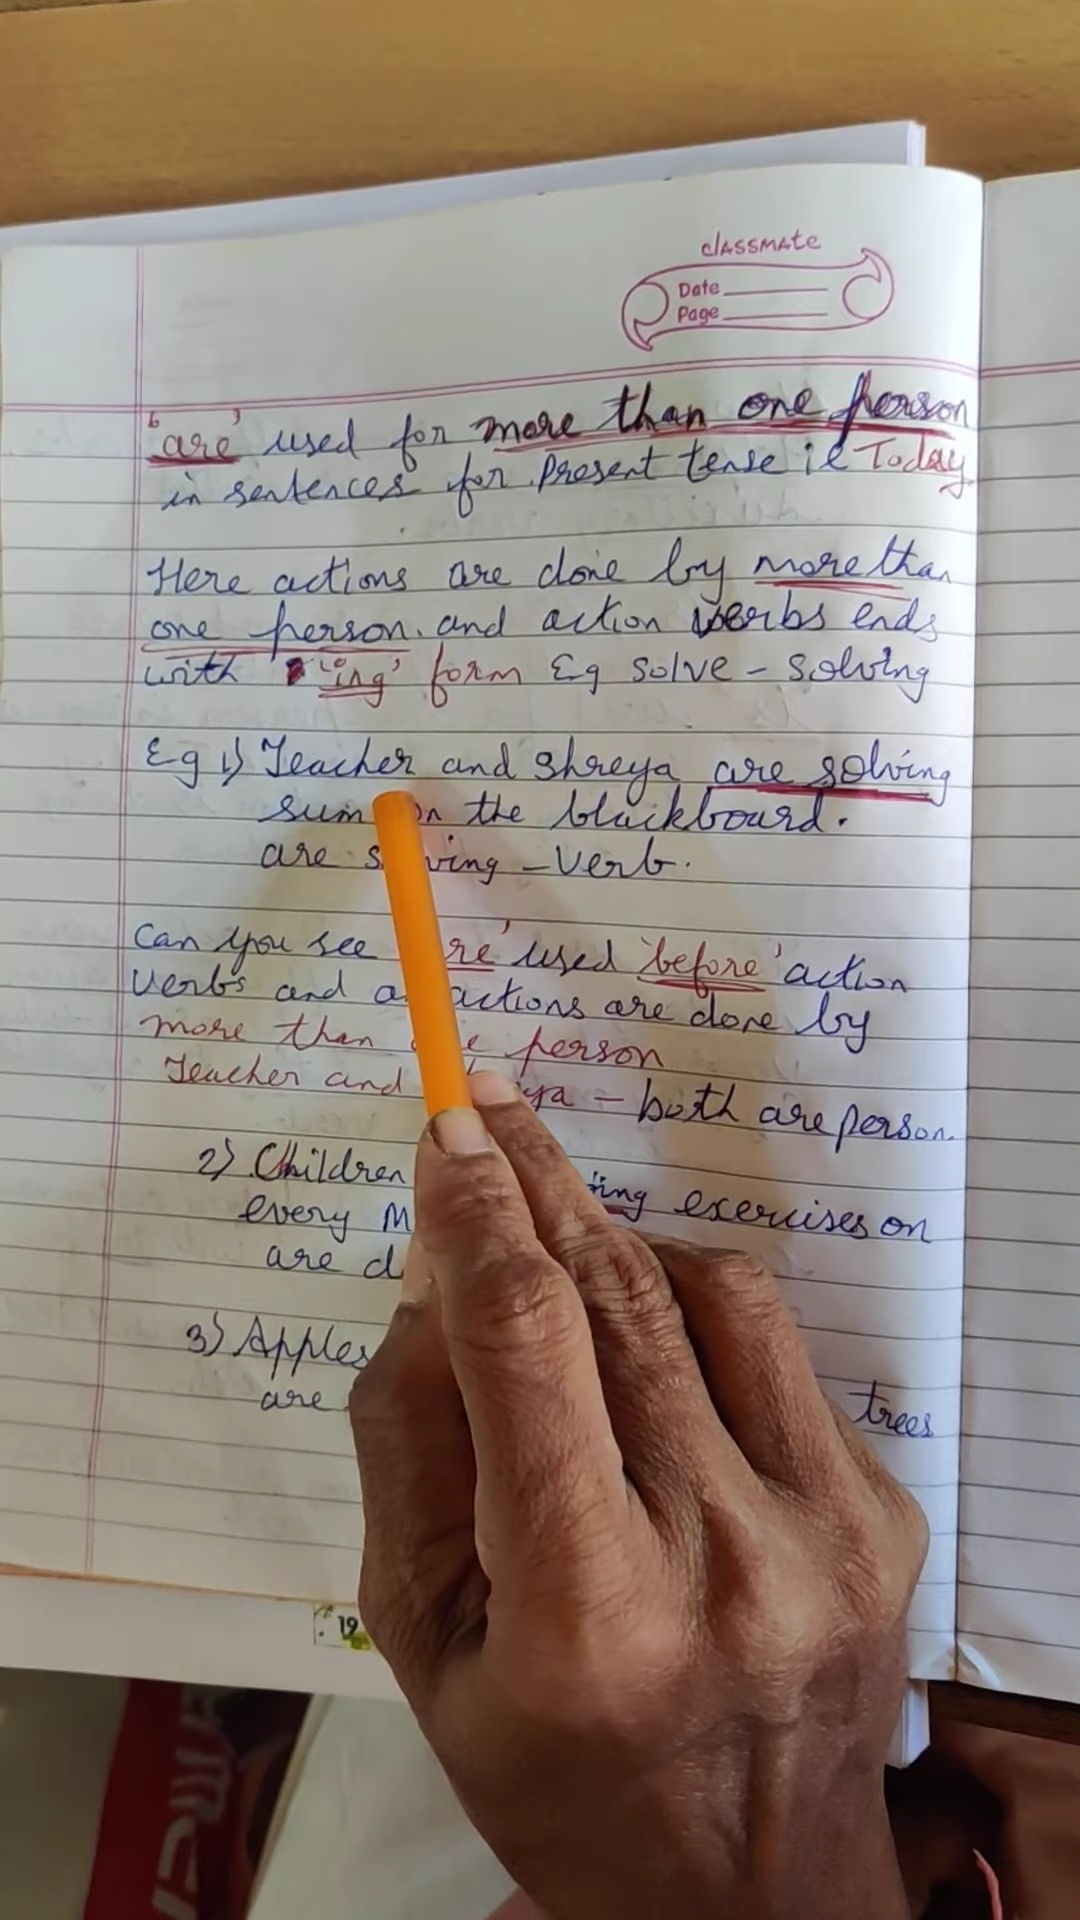 classmate
Date
Page
'are' used for more than one person
in sentences for Present tense ie Today
Here actions are done by more than
one person. and action verbs ends
with 'ing' form Eg solve - solving
Eg 1) Teacher and Shreya are solving
sum on the blackboard.
are solving - Verb.
Can you see used 'before' action
Verbs and actions are done by
more than person
Teacher and - both are person.
2) Children exercises on
every
are
3) Apples
are trees
19